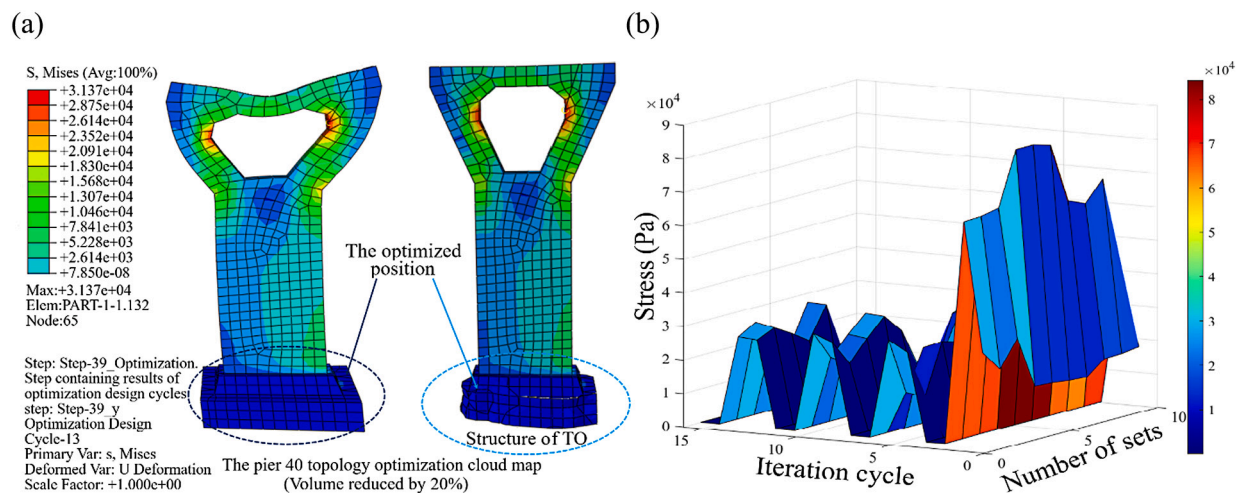 (a)
(b)
S, Mises (Avg:100%)
+3.137e+04
+2.875e+04
+2.614e+04
+2.352e+04
+2.091e+04
+1.830e+04
+1.568e+04
+1.307e+04
+1.046e+04
+7.841e+03
+5.228e+03
+2.614e+03
+7.850e-08
Max:+3.137e+04
Elem:PART-1-1.132
Node:65
The optimized
position
Step: Step-39_Optimization.
Step containing results of
optimization design cycles
step: Step-39_y
Optimization Design
Cycle-13
Primary Var: s, Miscs
Deformed Var: U Deformation
Scale Factor: +1.000e+00
Structure of TO
The pier 40 topology optimization cloud map
(Volume reduced by 20%)
×10⁴
9
8
7
6
5
4
3
2
1
0
Stress (Pa)
15
10
5
0
Iteration cycle
0
5
10
Number of sets
×10⁴
8
7
6
5
4
3
2
1